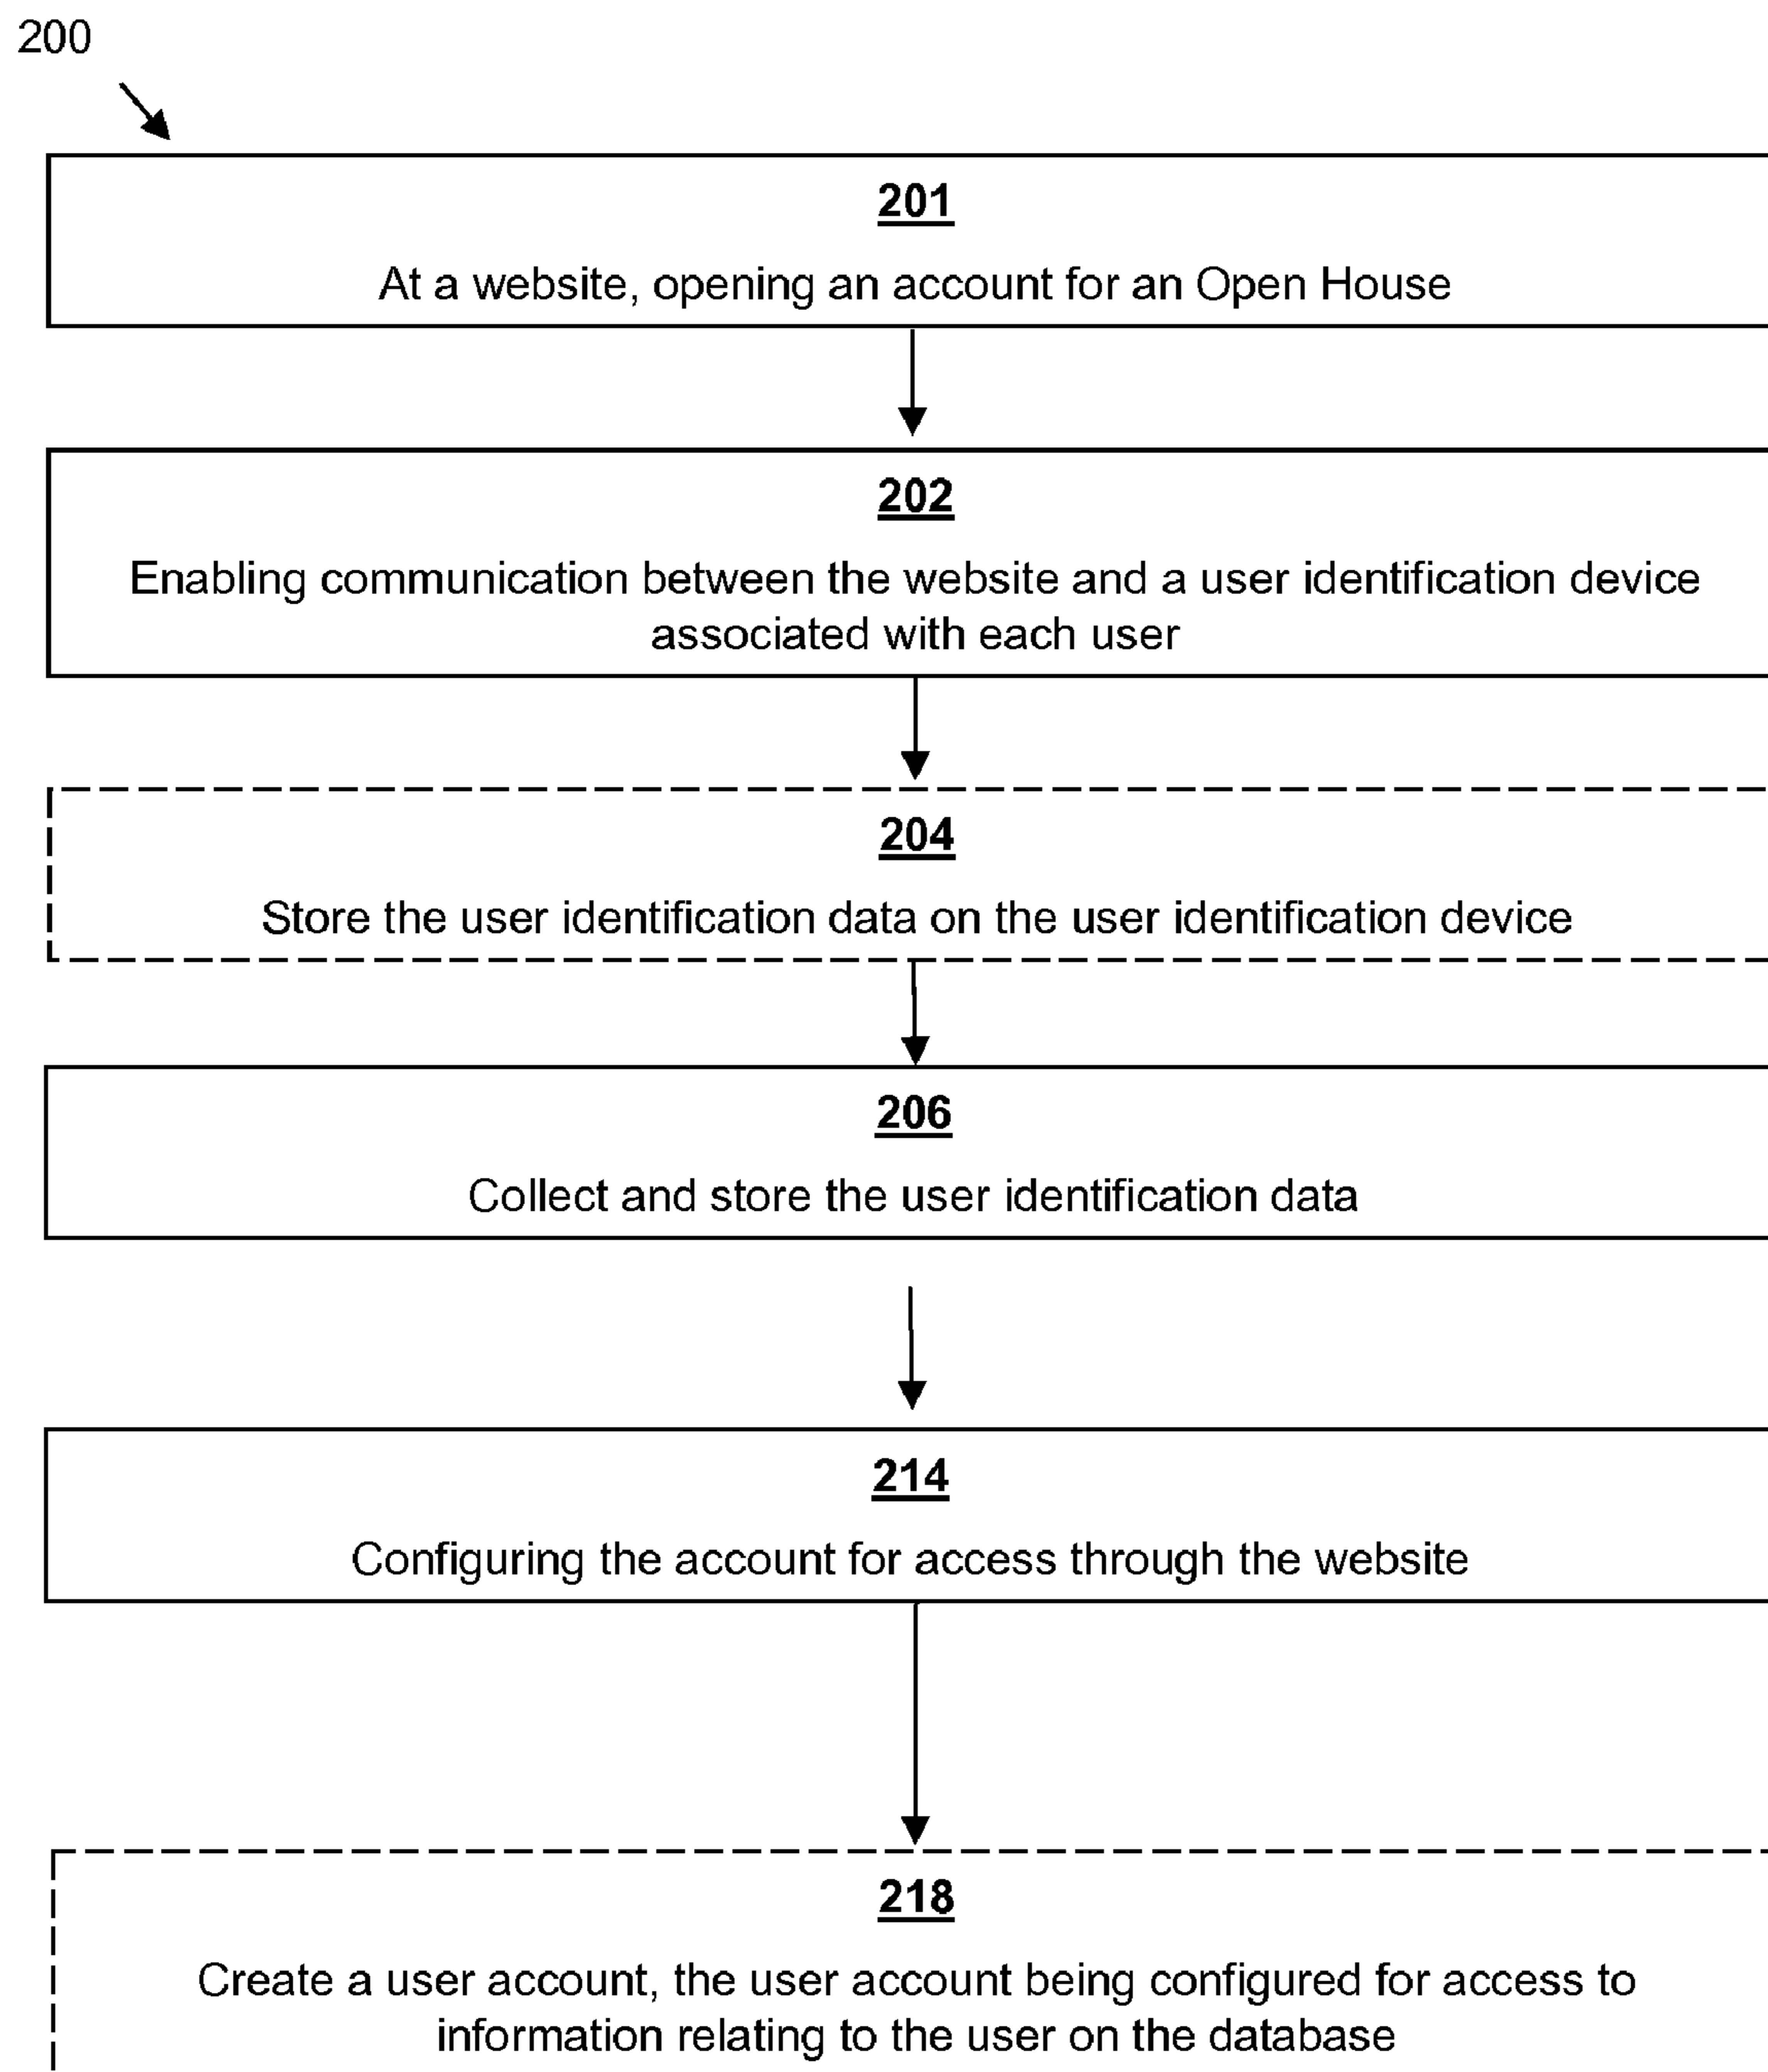 200
201
At a website, opening an account for an Open House
202
Enabling communication between the website and a user identification device
associated with each user
204
Store the user identification data on the user identification device
206
Collect and store the user identification data
214
Configuring the account for access through the website
218
Create a user account, the user account being configured for access to
information relating to the user on the database